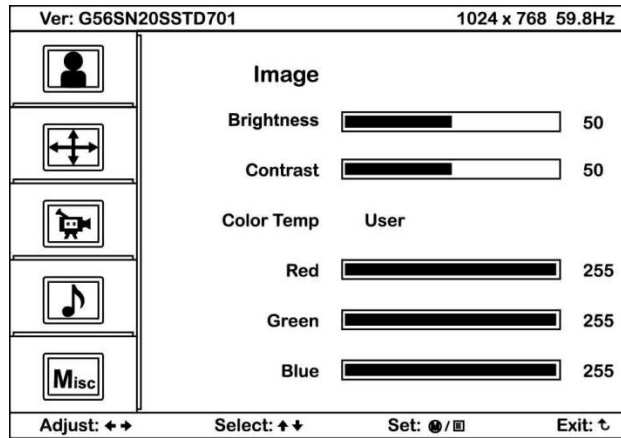 Ver: G56SN20SSTD701 1024 x 768 59.8Hz
Image
Brightness 50
Contrast 50
Color Temp User
Red 255
Green 255
Blue 255
Misc
Adjust: ←→ Select: ↑↓ Set: Ⓜ/▤ Exit: ↻